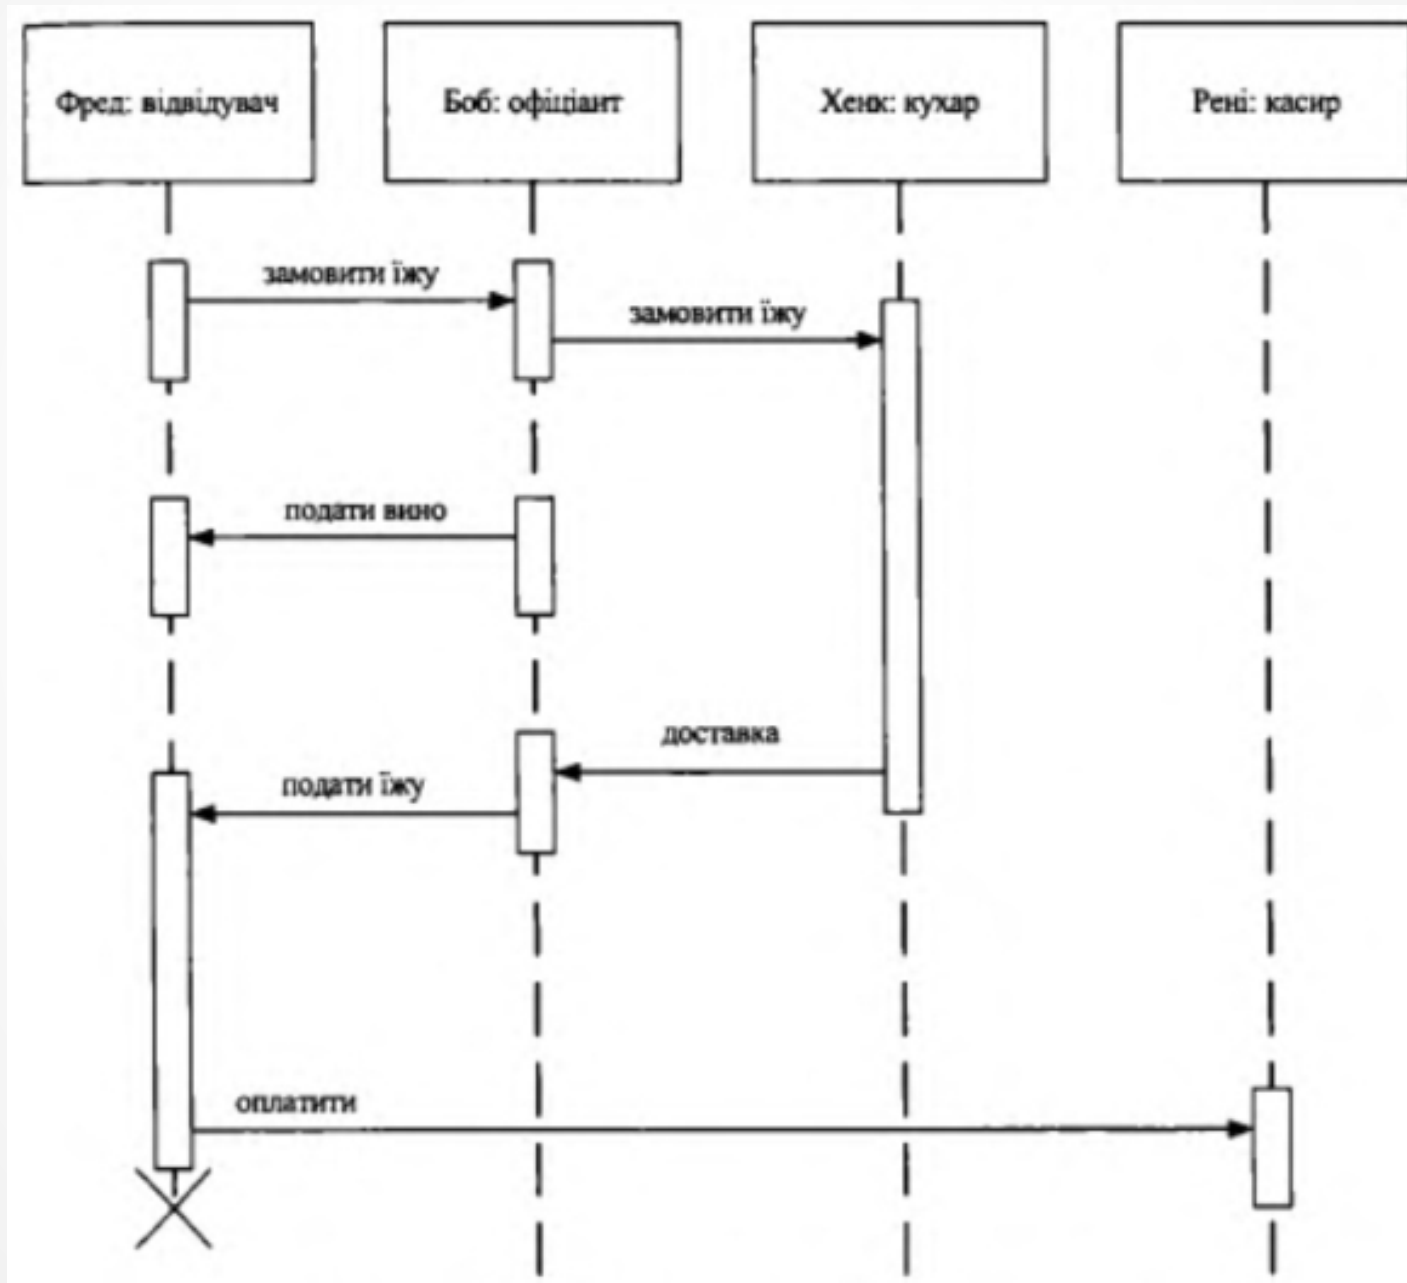 Фред: відвідувач
Боб: офіціант
Хенк: кухар
Рені: касир
замовити їжу
замовити їжу
подати вино
доставка
подати їжу
оплатити